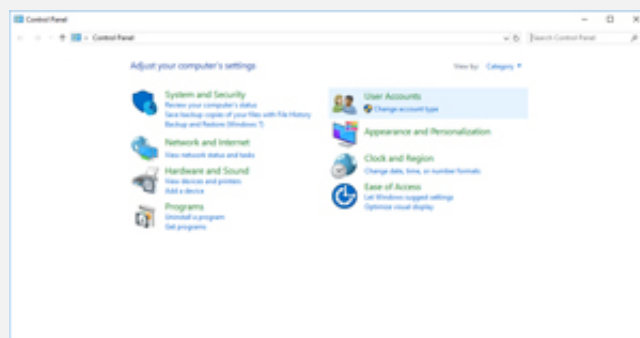 Control Panel
Control Panel
Search Control Panel
Adjust your computer's settings
View by: Category
System and Security
Review your computer's status
Save backup copies of your files with File History
Backup and Restore (Windows 7)
Network and Internet
View network status and tasks
Hardware and Sound
View devices and printers
Add a device
Programs
Uninstall a program
Get programs
User Accounts
Change account type
Appearance and Personalization
Clock and Region
Change date, time, or number formats
Ease of Access
Let Windows suggest settings
Optimize visual display